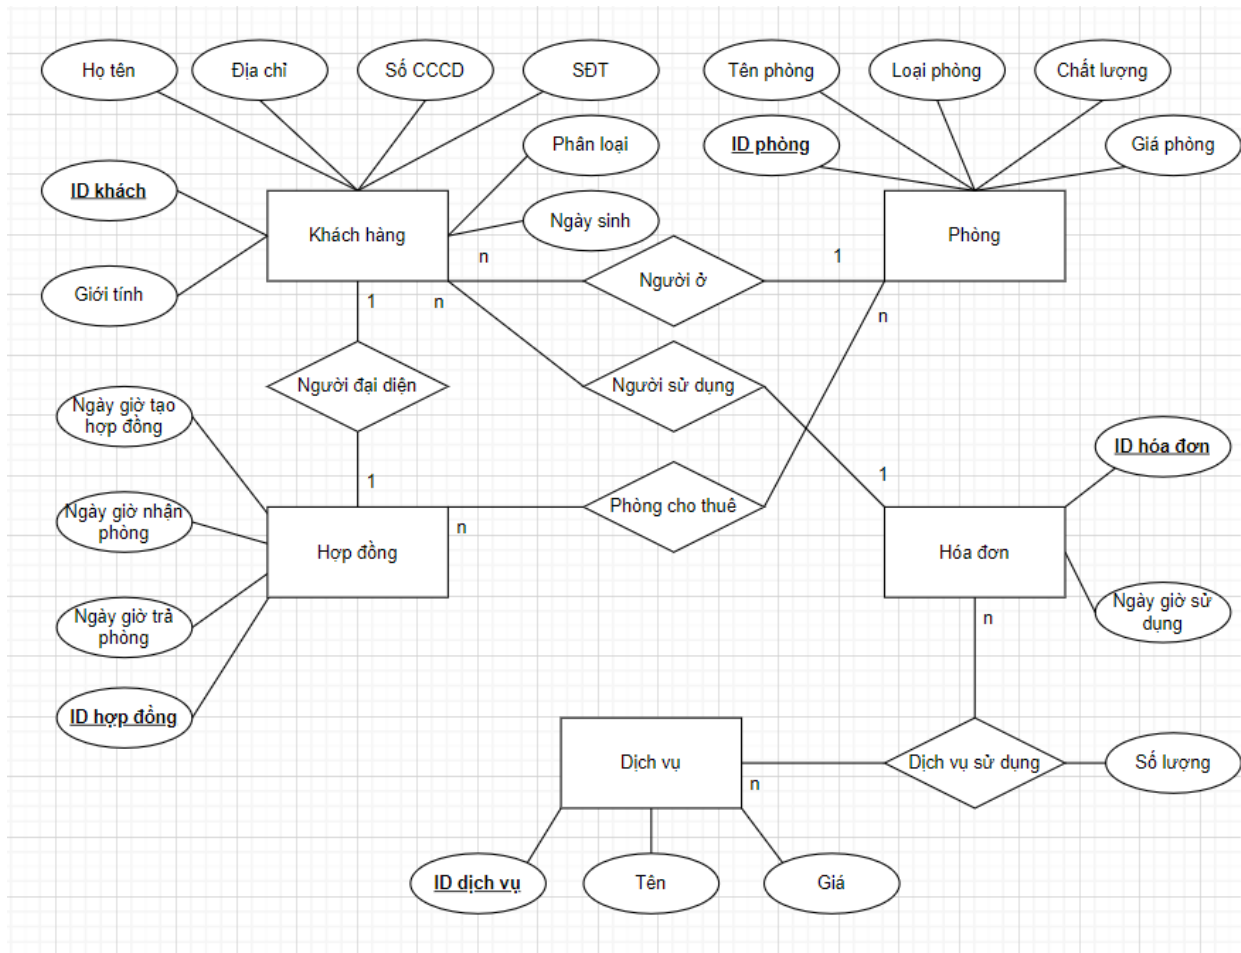 Họ tên
Địa chỉ
Số CCCD
SĐT
Tên phòng
Loại phòng
Chất lượng
Phân loại
ID phòng
Giá phòng
ID khách
Ngày sinh
Khách hàng
Phòng
n
1
Người ở
Giới tính
1
n
n
Người đại diện
Người sử dụng
Ngày giờ tạo
hợp đồng
ID hóa đơn
1
1
Ngày giờ nhận
phòng
n
Phòng cho thuê
Hợp đồng
Hóa đơn
Ngày giờ trả
phòng
n
Ngày giờ sử
dụng
ID hợp đồng
Dịch vụ
n
Dịch vụ sử dụng
Số lượng
ID dịch vụ
Tên
Giá